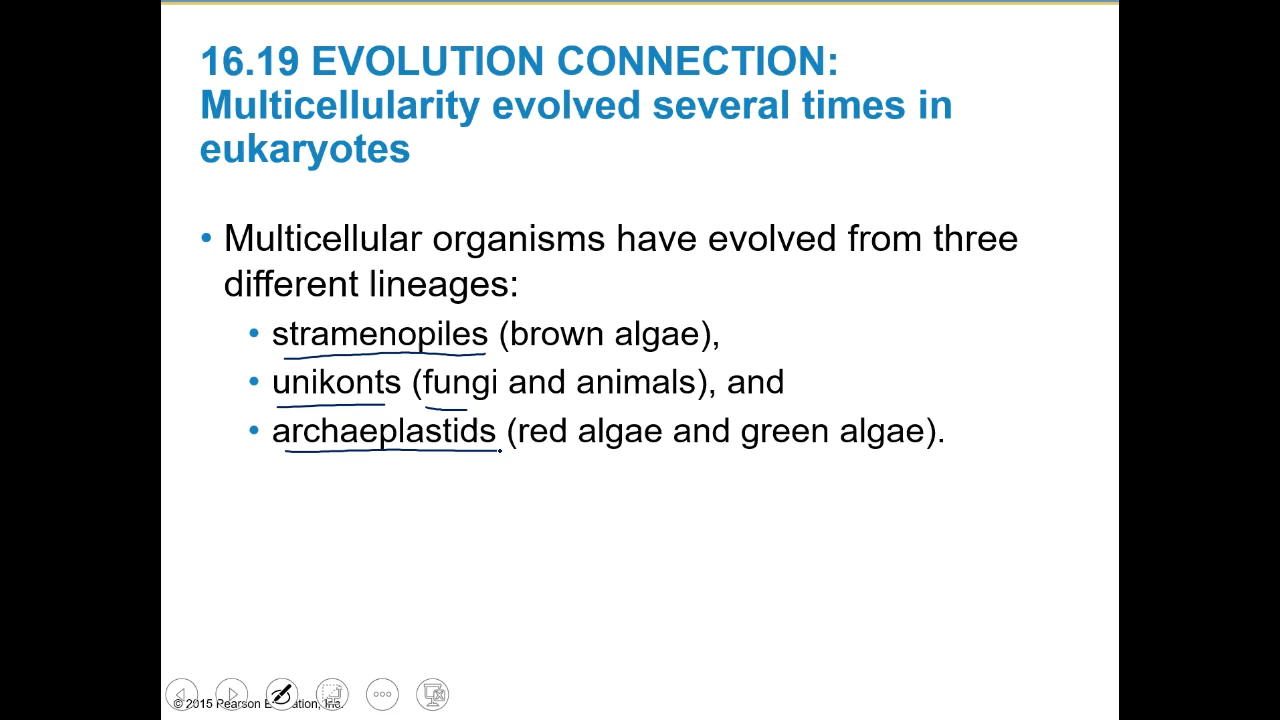 16.19 EVOLUTION CONNECTION:
Multicellularity evolved several times in
eukaryotes
• Multicellular organisms have evolved from three
different lineages:
• stramenopiles (brown algae),
• unikonts (fungi and animals), and
• archaeplastids (red algae and green algae).
© 2015 Pearson Inc.